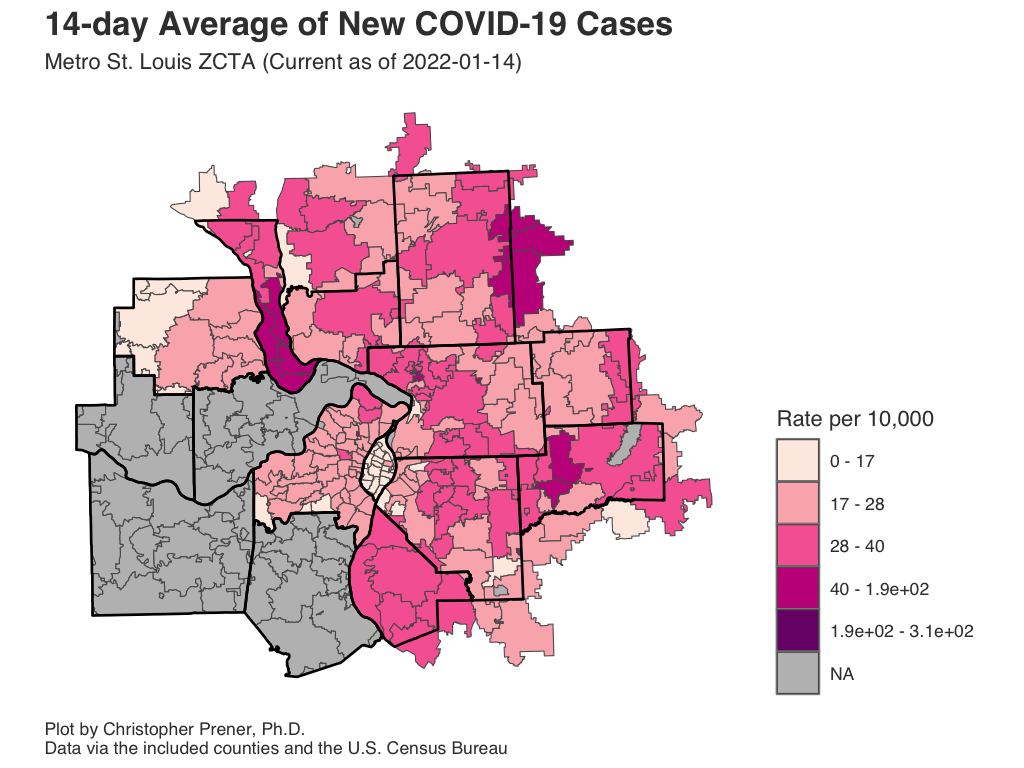 14-day Average of New COVID-19 Cases
Metro St. Louis ZCTA (Current as of 2022-01-14)
Rate per 10,000
0 - 17
17 - 28
28 - 40
40 - 1.9e+02
1.9e+02 - 3.1e+02
NA
Plot by Christopher Prener, Ph.D.
Data via the included counties and the U.S. Census Bureau